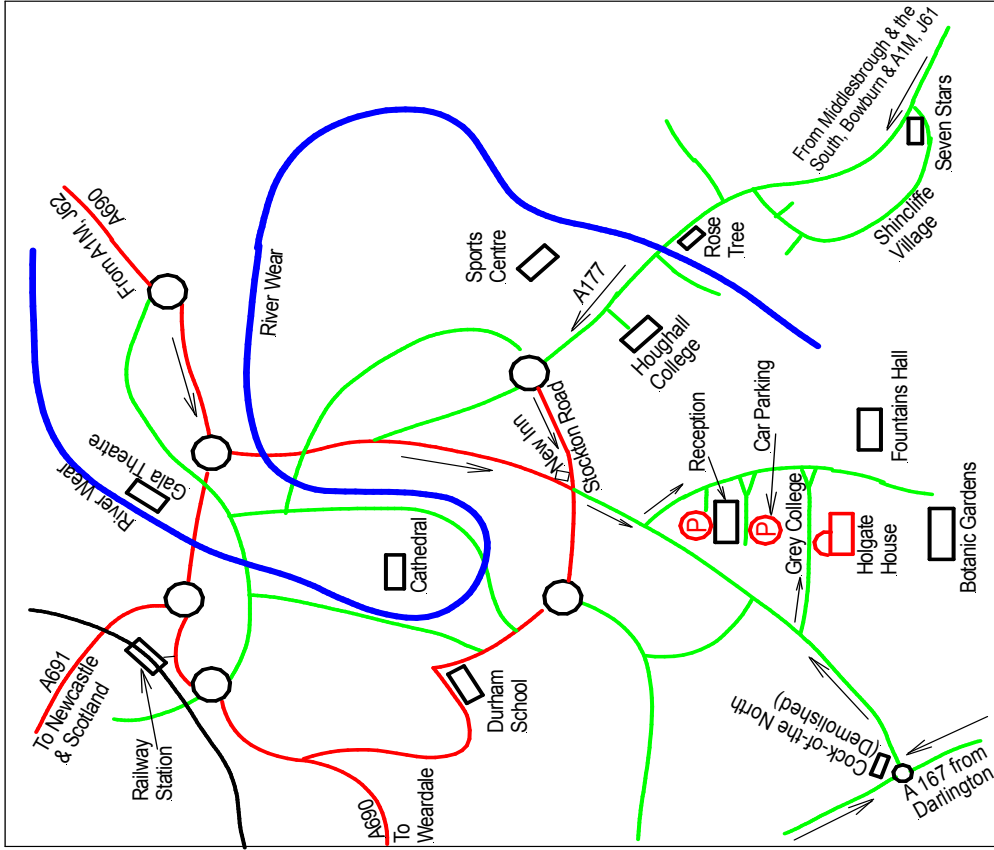 From A1M, J62
A690
River Wear
Gala Theatre
River Wear
A691
To Newcastle
& Scotland
Railway
Station
Cathedral
Durham
School
A690
To
Weardale
Sports
Centre
A177
Houghall
College
Rose
Tree
From Middlesbrough & the
South, Bowburn & A1M, J61
Seven Stars
Shincliffe
Village
New Inn
Stockton Road
Reception
Car Parking
P
P
Grey College
Holgate
House
Fountains Hall
Botanic Gardens
Cock-of-the North
(Demolished)
A 167 from
Darlington